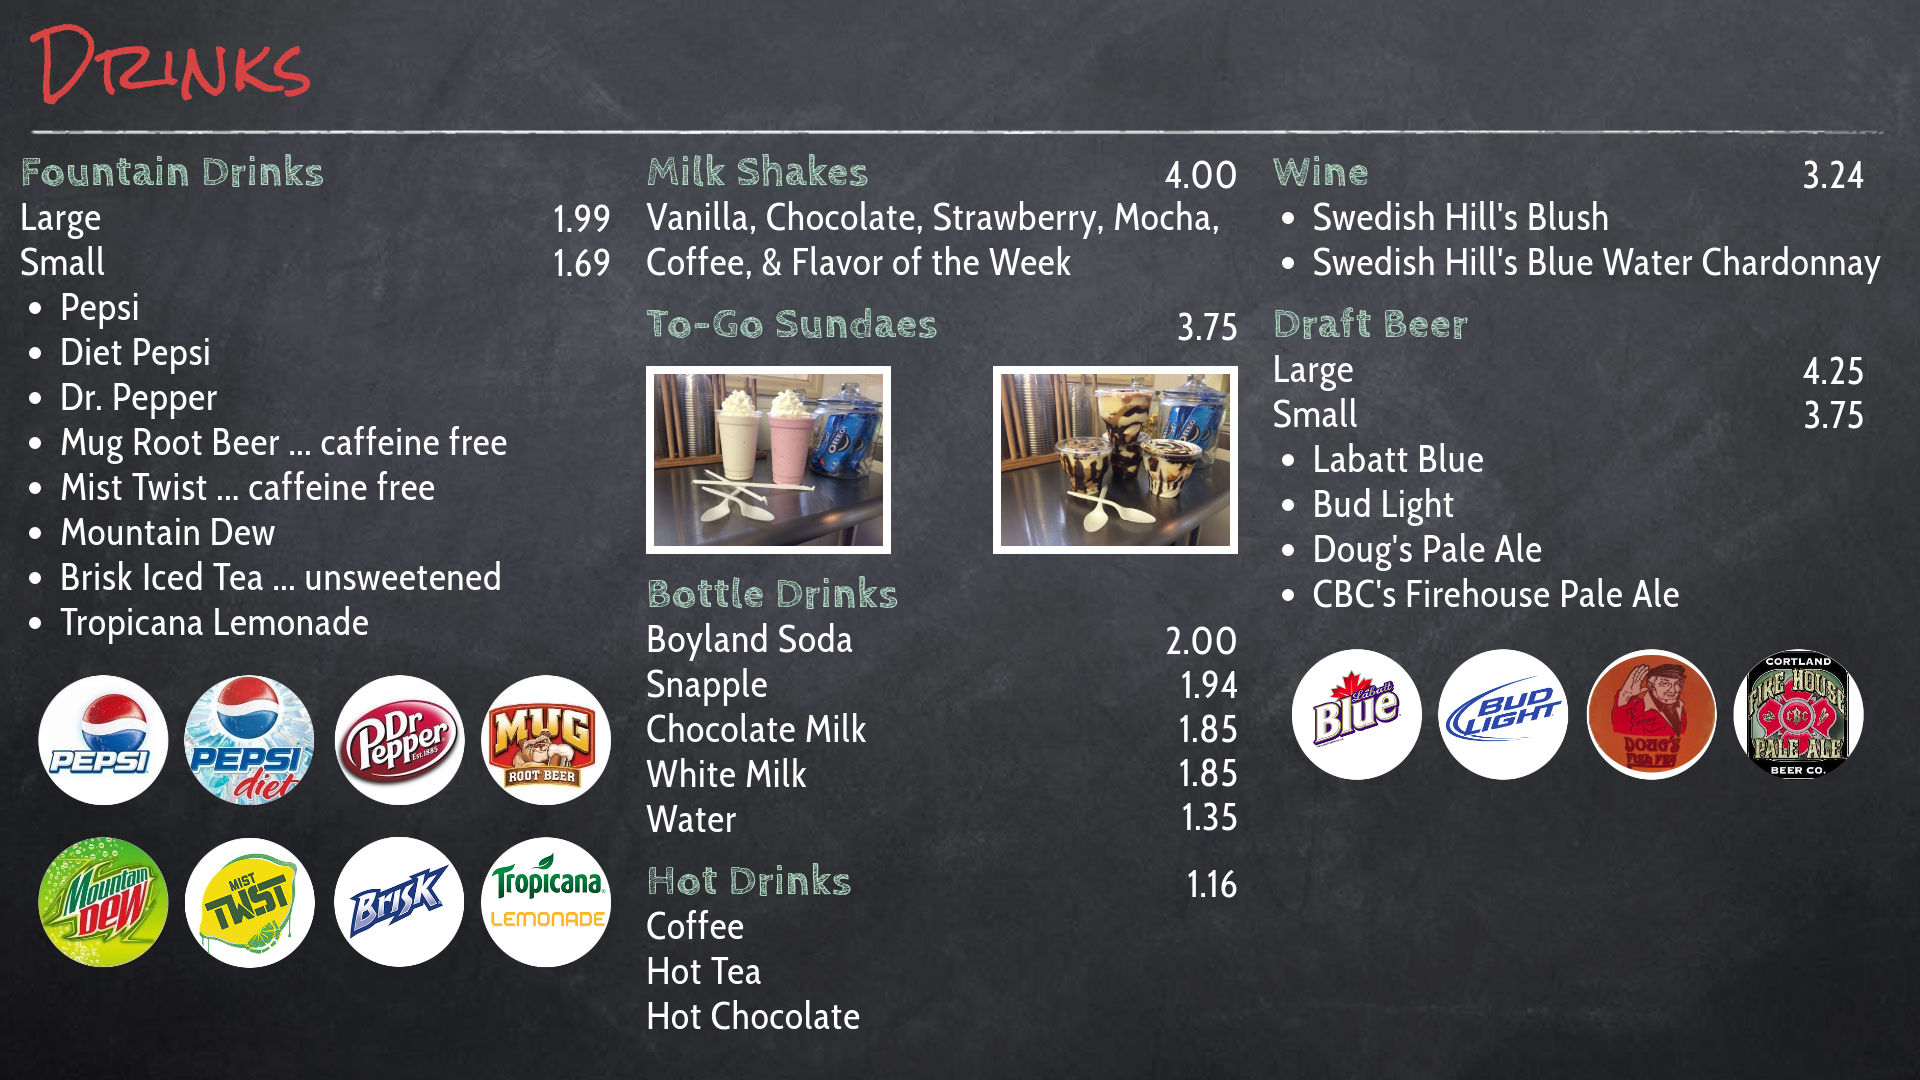 Drinks
Fountain Drinks
Large 1.99
Small 1.69
• Pepsi
• Diet Pepsi
• Dr. Pepper
• Mug Root Beer ... caffeine free
• Mist Twist ... caffeine free
• Mountain Dew
• Brisk Iced Tea ... unsweetened
• Tropicana Lemonade
PEPSI
PEPSI
diet
Dr
Pepper
EST. 1885
MUG
ROOT BEER
Mountain
DEW
MIST
TWST
BRISK
Tropicana
LEMONADE
Milk Shakes 4.00
Vanilla, Chocolate, Strawberry, Mocha,
Coffee, & Flavor of the Week
To-Go Sundaes 3.75
OREO
Bottle Drinks
Boyland Soda 2.00
Snapple 1.94
Chocolate Milk 1.85
White Milk 1.85
Water 1.35
Hot Drinks 1.16
Coffee
Hot Tea
Hot Chocolate
Wine 3.24
• Swedish Hill's Blush
• Swedish Hill's Blue Water Chardonnay
Draft Beer
Large 4.25
Small 3.75
• Labatt Blue
• Bud Light
• Doug's Pale Ale
• CBC's Firehouse Pale Ale
Labatt
Blue
BUD
LIGHT
DOUG'S
FISH FRY
CORTLAND
FIRE HOUSE
CBC
PALE ALE
BEER CO.